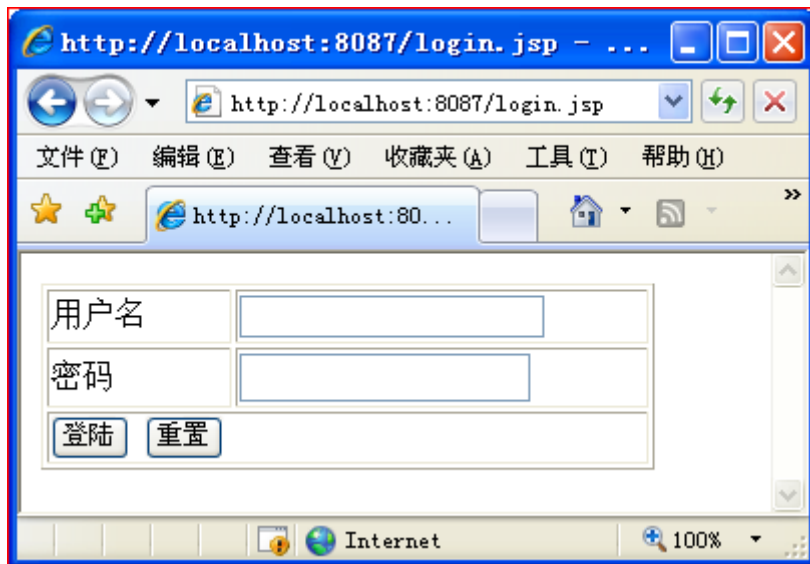 http://localhost:8087/login.jsp - ...
http://localhost:8087/login.jsp
文件(F) 编辑(E) 查看(V) 收藏夹(A) 工具(T) 帮助(H)
http://localhost:80... »
用户名
密码
登陆 重置
Internet 100%